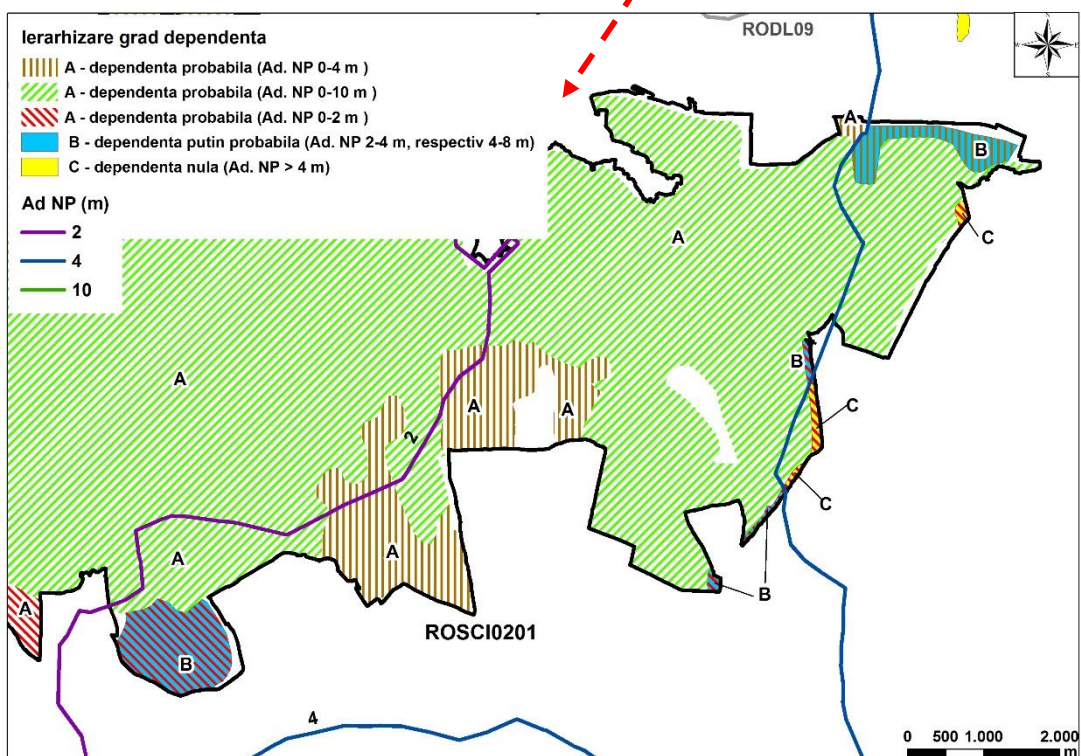 RODL09
Ierarhizare grad dependenta
A - dependenta probabila (Ad. NP 0-4 m )
A - dependenta probabila (Ad. NP 0-10 m )
A - dependenta probabila (Ad. NP 0-2 m )
B - dependenta putin probabila (Ad. NP 2-4 m, respectiv 4-8 m)
C - dependenta nula (Ad. NP > 4 m)
Ad NP (m)
2
4
10
N
W E
S
A
B
A
C
B
A
C
A
A
2
C
A
A
B
A
B
ROSCI0201
4
0 500 1.000 2.000
m